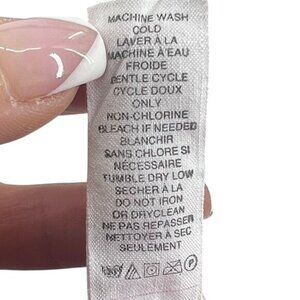 MACHINE WASH
COLD
LAVER À LA
MACHINE À EAU
FROIDE
GENTLE CYCLE
CYCLE DOUX
ONLY
NON-CHLORINE
BLEACH IF NEEDED
BLANCHIR
SANS CHLORE SI
NÉCESSAIRE
TUMBLE DRY LOW
SECHER À LA
DO NOT IRON
OR DRYCLEAN
NE PAS REPASSER
NETTOYER À SEC
SEULEMENT